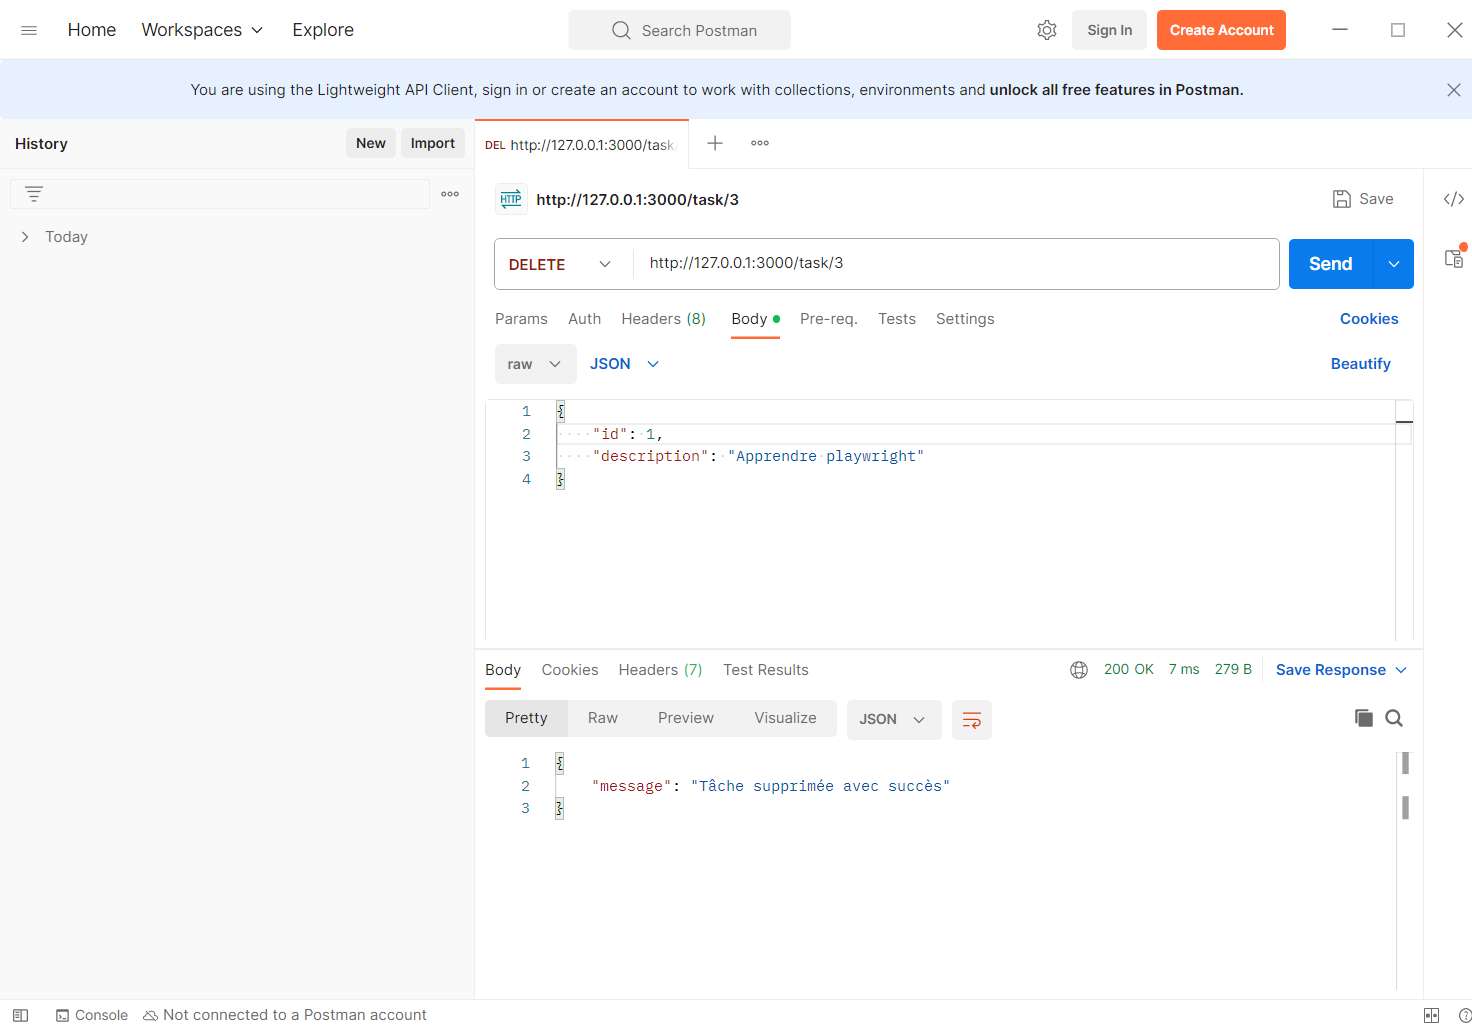 Home Workspaces Explore Search Postman Sign In Create Account
You are using the Lightweight API Client, sign in or create an account to work with collections, environments and unlock all free features in Postman.
History New Import
DEL http://127.0.0.1:3000/task
Today
HTTP http://127.0.0.1:3000/task/3 Save
DELETE http://127.0.0.1:3000/task/3 Send
Params Auth Headers (8) Body Pre-req. Tests Settings Cookies
raw JSON Beautify
1 {
2 "id": 1,
3 "description": "Apprendre playwright"
4 }
Body Cookies Headers (7) Test Results 200 OK 7 ms 279 B Save Response
Pretty Raw Preview Visualize JSON
1 {
2 "message": "Tâche supprimée avec succès"
3 }
Console Not connected to a Postman account